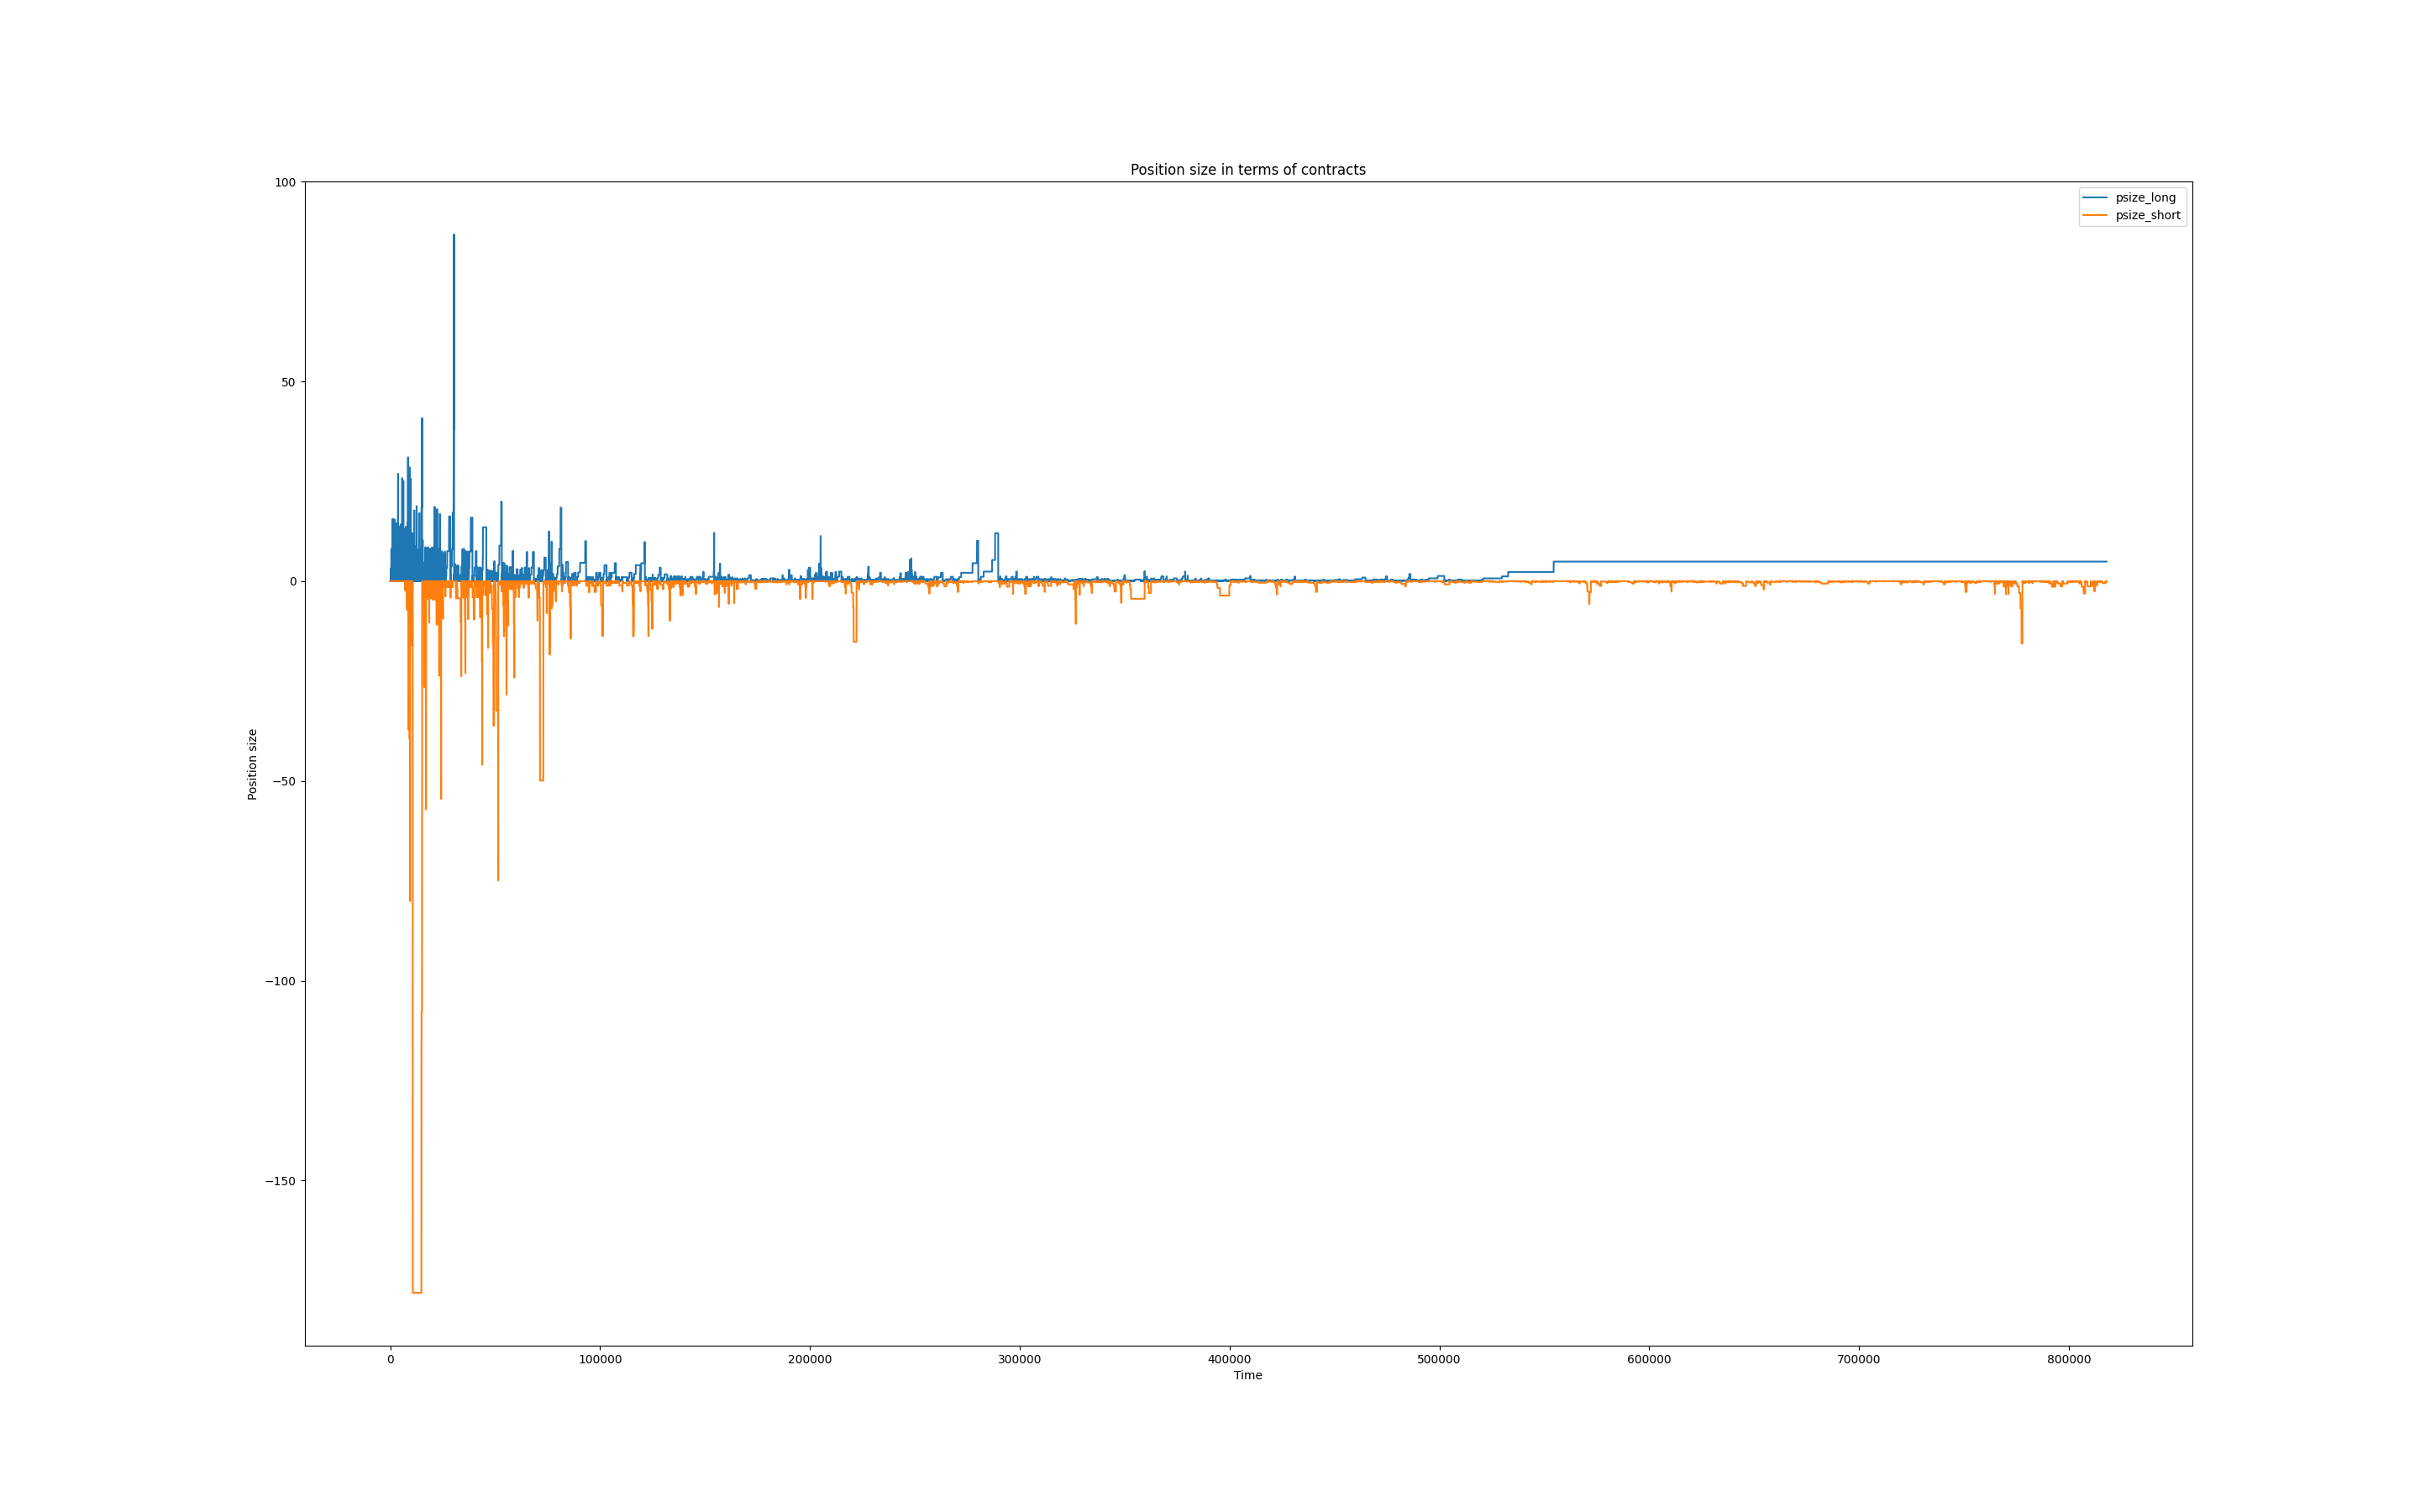 Position size in terms of contracts
psize_long
psize_short
100
50
0
−50
−100
−150
Position size
0 100000 200000 300000 400000 500000 600000 700000 800000
Time